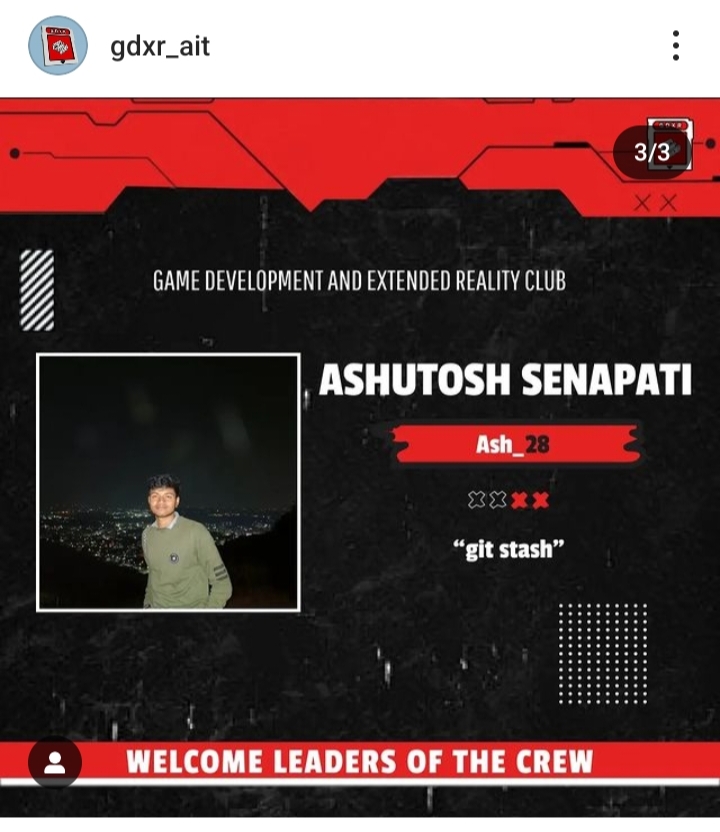 gdxr_ait
3/3
GAME DEVELOPMENT AND EXTENDED REALITY CLUB
ASHUTOSH SENAPATI
Ash_28
“git stash”
WELCOME LEADERS OF THE CREW